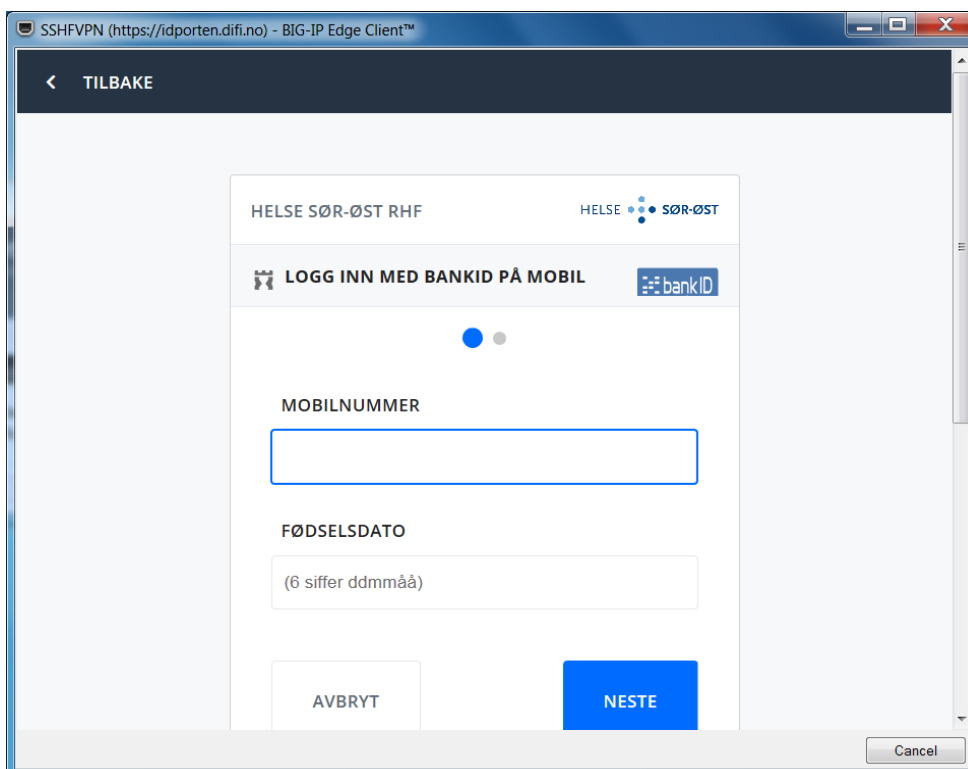 SSHFVPN (https://idporten.difi.no) - BIG-IP Edge Client™
TILBAKE
HELSE SØR-ØST RHF
HELSE SØR-ØST
LOGG INN MED BANKID PÅ MOBIL
bankID
MOBILNUMMER
FØDSELSDATO
(6 siffer ddmmåå)
AVBRYT
NESTE
Cancel